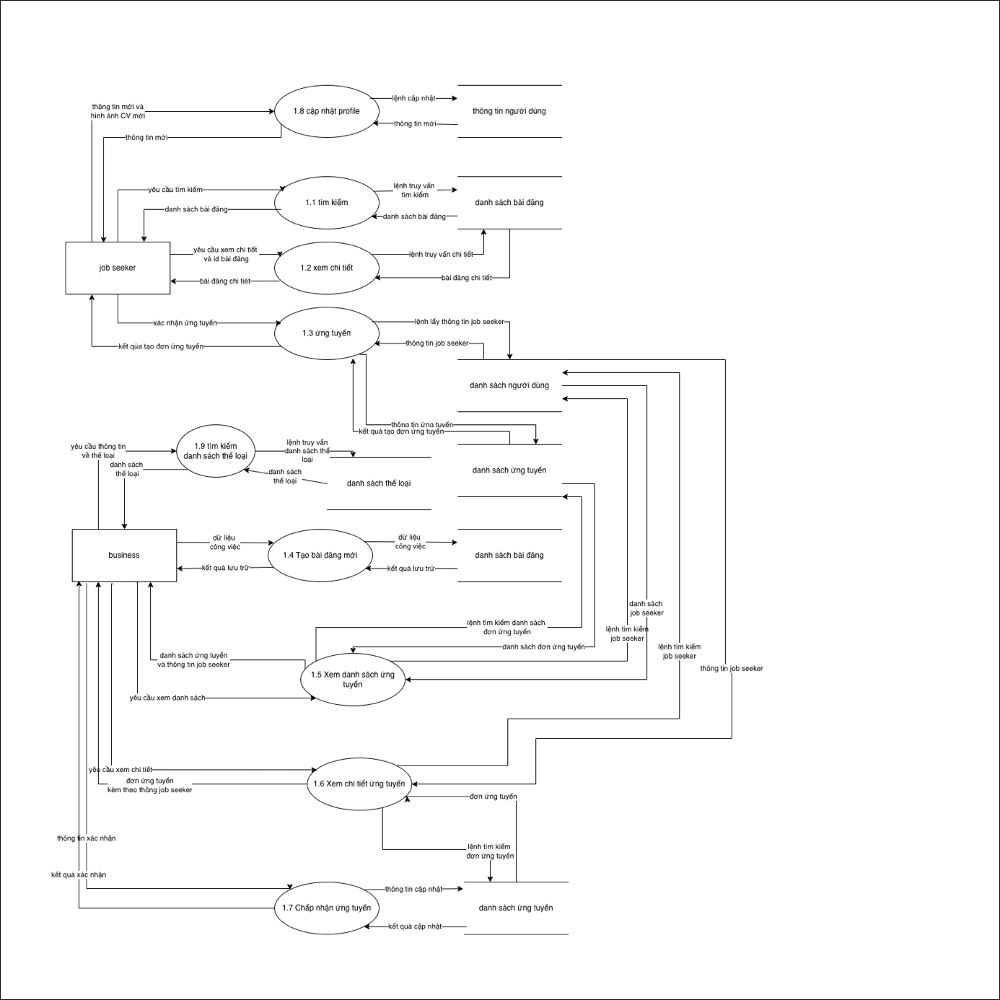 thông tin mới và
hình ảnh CV mới
1.8 cập nhật profile
lệnh cập nhật
thông tin người dùng
thông tin mới
thông tin mới
yêu cầu tìm kiếm
1.1 tìm kiếm
lệnh truy vấn
tìm kiếm
danh sách bài đăng
danh sách bài đăng
danh sách bài đăng
job seeker
yêu cầu xem chi tiết
và id bài đăng
1.2 xem chi tiết
lệnh truy vấn chi tiết
bài đăng chi tiêt
bài đăng chi tiết
xác nhận ứng tuyển
1.3 ứng tuyển
lệnh lấy thông tin job seeker
kết qủa tạo đơn ứng tuyển
thông tin job seeker
danh sách người dùng
thông tin ứng tuyển
kết quả tạo đơn ứng tuyển
yêu cầu thông tin
về thể loại
1.9 tìm kiếm
danh sách thể loại
lệnh truy vấn
danh sách thể
loại
danh sách
thể loại
danh sách
thể loại
danh sách thể loại
danh sách ứng tuyển
business
dữ liệu
công việc
1.4 Tạo bài đăng mới
dữ liệu
công việc
danh sách bài đăng
kết quả lưu trữ
kết quả lưu trữ
danh sách
job seeker
lệnh tìm kiếm danh sách
đơn ứng tuyển
lệnh tìm kiếm
job seeker
danh sách đơn ứng tuyển
lệnh tìm kiếm
job seeker
danh sách ứng tuyển
và thông tin job seeker
thông tin job seeker
1.5 Xem danh sách ứng
tuyển
yêu cầu xem danh sách
yêu cầu xem chi tiết
đơn ứng tuyển
kèm theo thông job seeker
1.6 Xem chi tiết ứng tuyển
đơn ứng tuyển
thông tin xác nhận
lệnh tìm kiếm
đơn ứng tuyển
kết quả xác nhận
thông tin cập nhật
1.7 Chấp nhận ứng tuyển
danh sách ứng tuyển
kết quả cập nhật